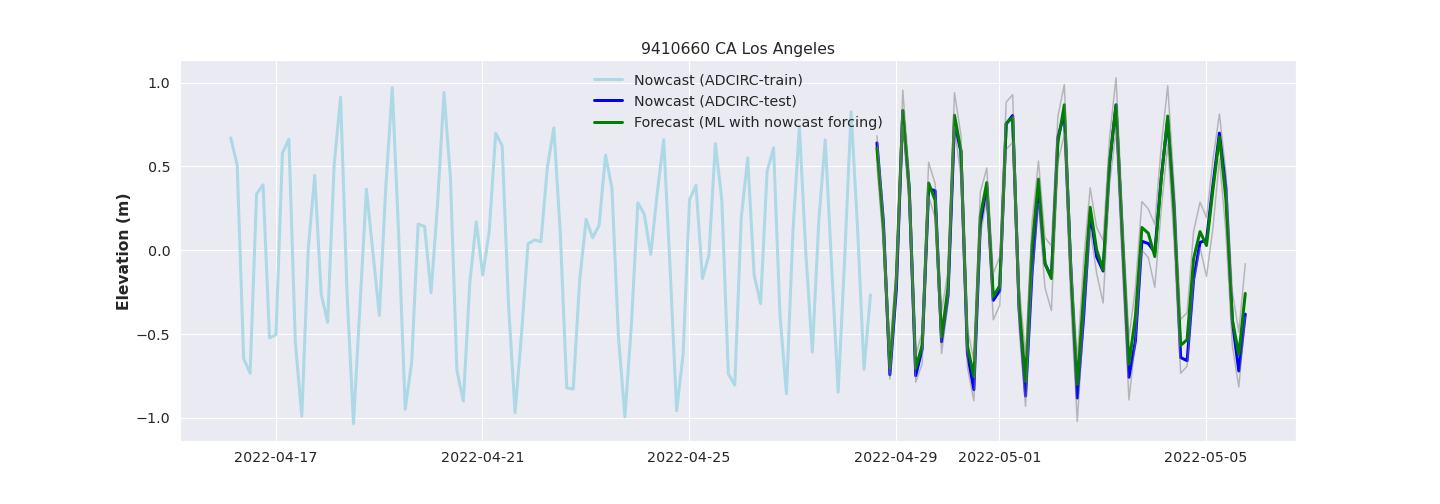 9410660 CA Los Angeles
Nowcast (ADCIRC-train)
Nowcast (ADCIRC-test)
Forecast (ML with nowcast forcing)
Elevation (m)
1.0
0.5
0.0
−0.5
−1.0
2022-04-17 2022-04-21 2022-04-25 2022-04-29 2022-05-01 2022-05-05